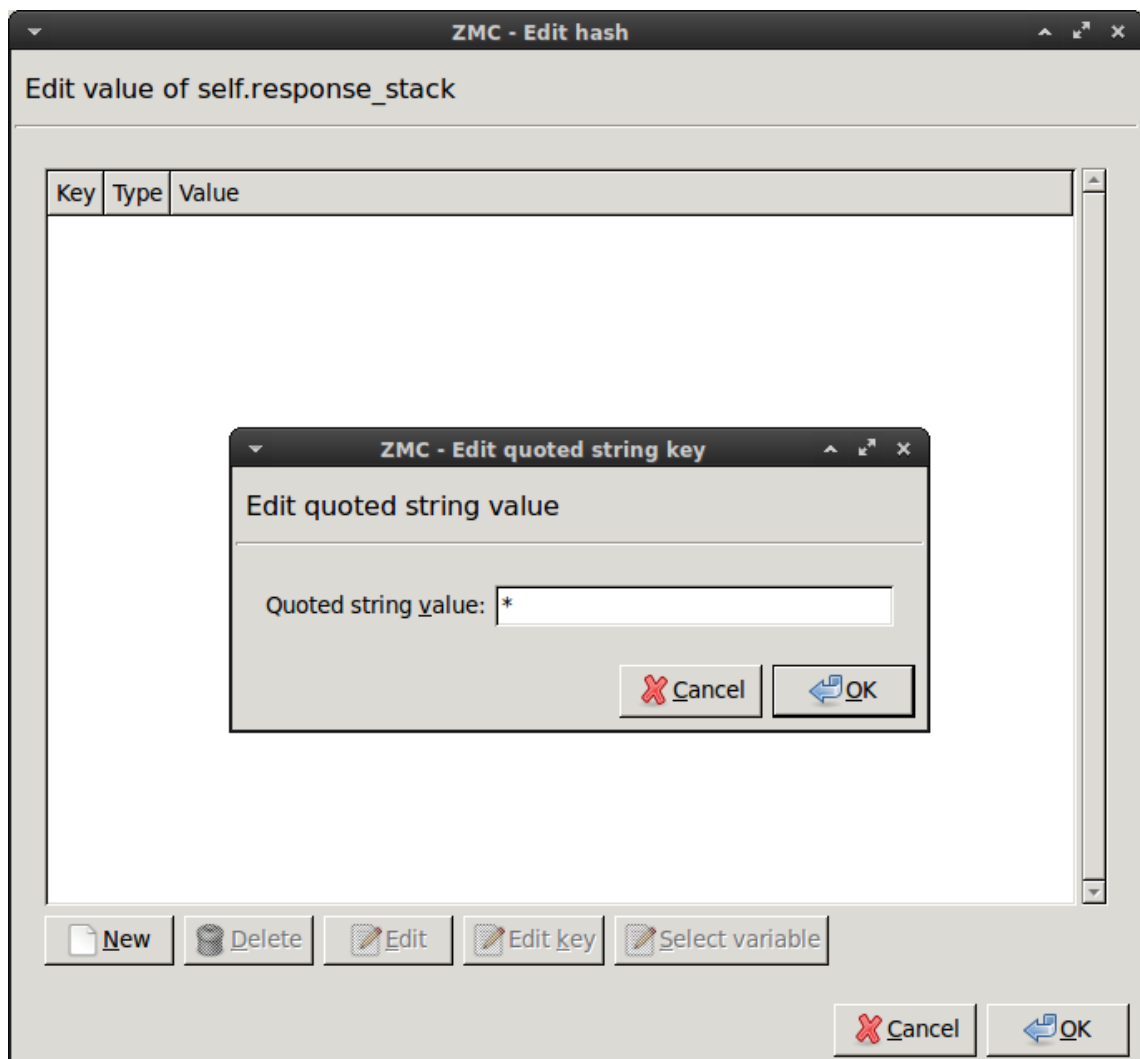 ZMC - Edit hash
Edit value of self.response_stack
Key Type Value
ZMC - Edit quoted string key
Edit quoted string value
Quoted string value: *
Cancel OK
New Delete Edit Edit key Select variable
Cancel OK